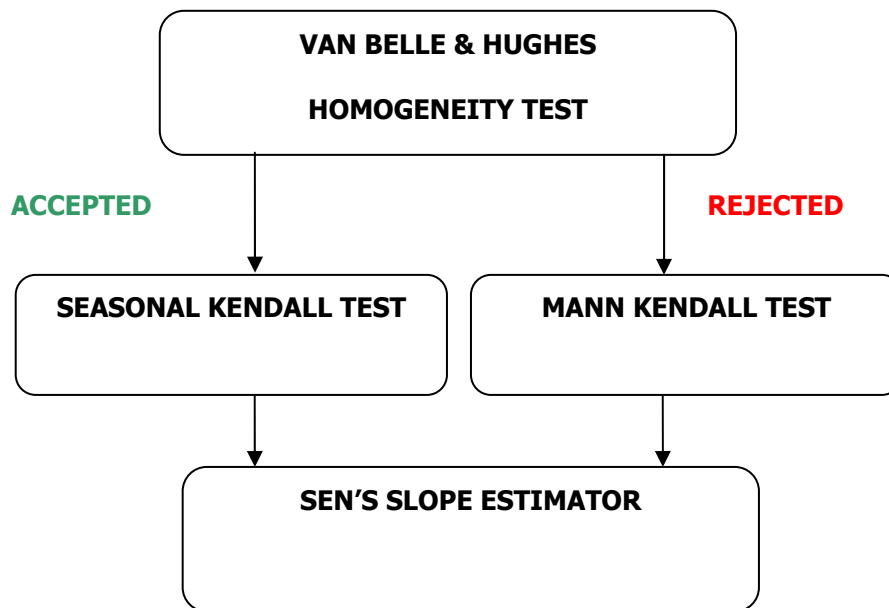 VAN BELLE & HUGHES
HOMOGENEITY TEST
ACCEPTED
REJECTED
SEASONAL KENDALL TEST
MANN KENDALL TEST
SEN’S SLOPE ESTIMATOR